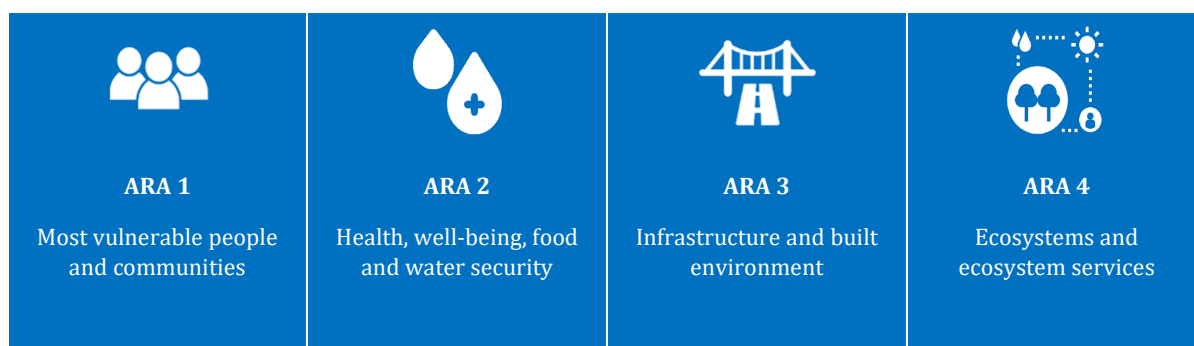 ARA 1
Most vulnerable people
and communities
ARA 2
Health, well-being, food
and water security
ARA 3
Infrastructure and built
environment
ARA 4
Ecosystems and
ecosystem services